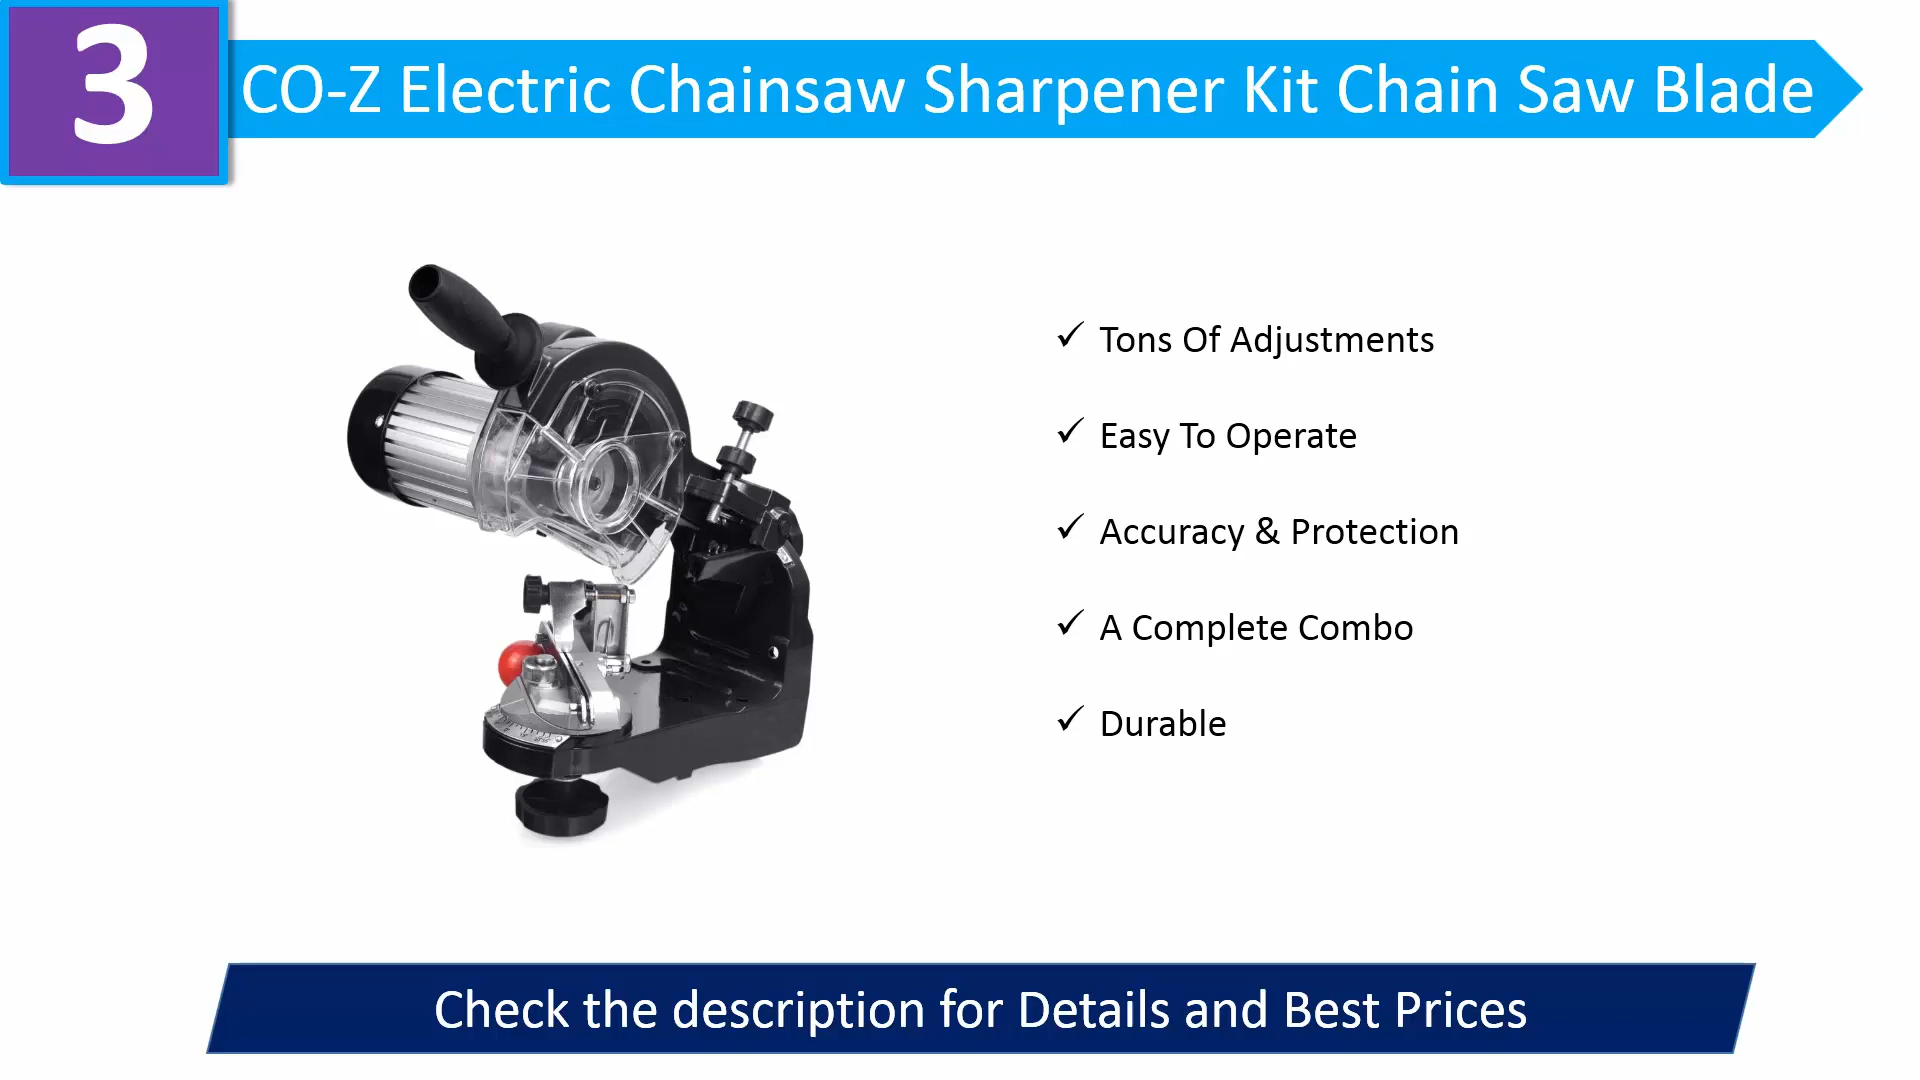 3
CO-Z Electric Chainsaw Sharpener Kit Chain Saw Blade
✓ Tons Of Adjustments
✓ Easy To Operate
✓ Accuracy & Protection
✓ A Complete Combo
✓ Durable
Check the description for Details and Best Prices